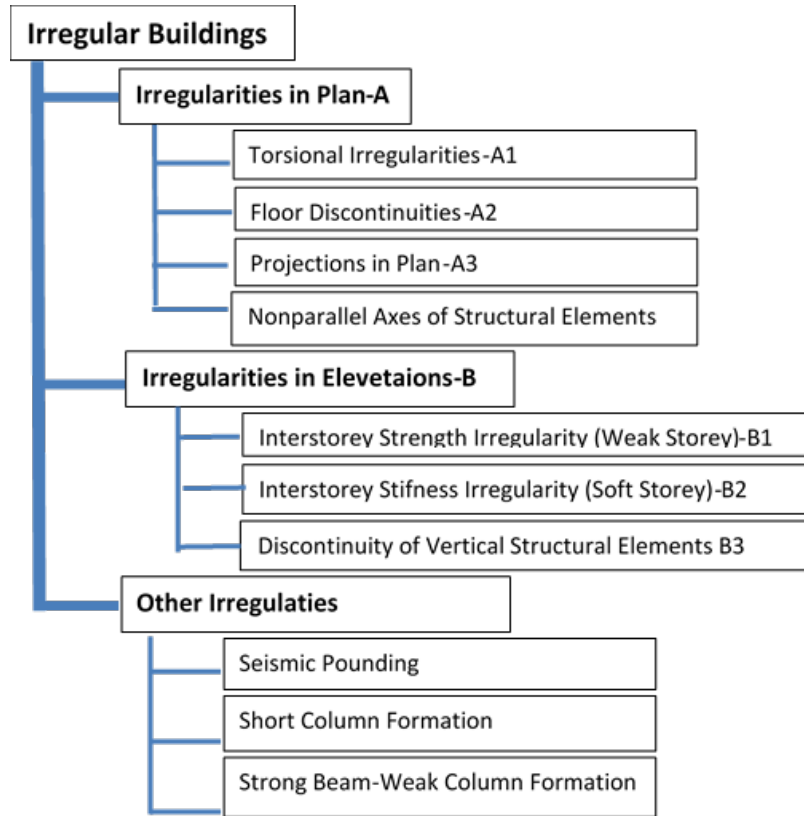 Irregular Buildings
Irregularities in Plan-A
Torsional Irregularities-A1
Floor Discontinuities-A2
Projections in Plan-A3
Nonparallel Axes of Structural Elements
Irregularities in Elevetaions-B
Interstorey Strength Irregularity (Weak Storey)-B1
Interstorey Stifness Irregularity (Soft Storey)-B2
Discontinuity of Vertical Structural Elements B3
Other Irregulaties
Seismic Pounding
Short Column Formation
Strong Beam-Weak Column Formation